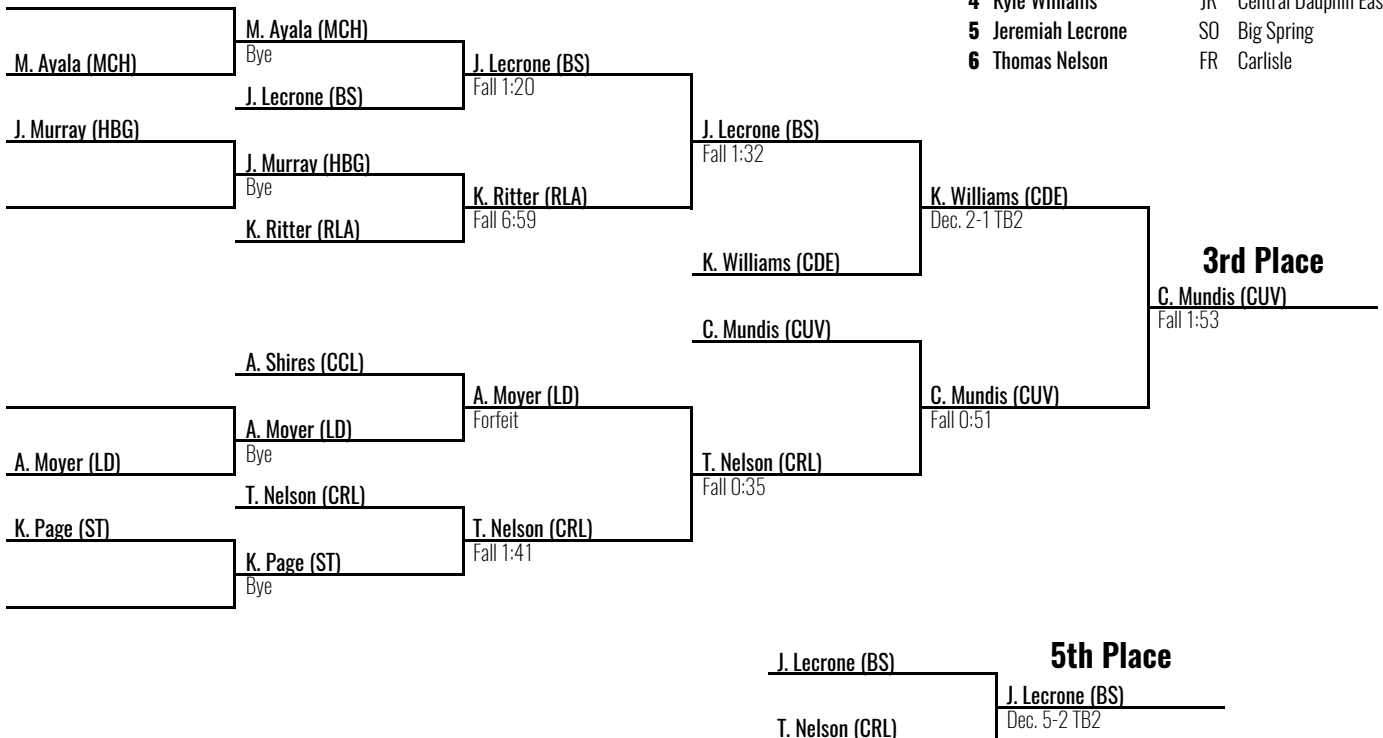 4 Kyle Williams JR Central Dauphin Eas
5 Jeremiah Lecrone SO Big Spring
6 Thomas Nelson FR Carlisle
M. Ayala (MCH)
M. Ayala (MCH)
Bye
J. Lecrone (BS)
J. Lecrone (BS)
Fall 1:20
J. Murray (HBG)
J. Murray (HBG)
Bye
K. Ritter (RLA)
K. Ritter (RLA)
Fall 6:59
J. Lecrone (BS)
Fall 1:32
K. Williams (CDE)
K. Williams (CDE)
Dec. 2-1 TB2
3rd Place
C. Mundis (CUV)
Fall 1:53
C. Mundis (CUV)
C. Mundis (CUV)
Fall 0:51
A. Shires (CCL)
A. Moyer (LD)
A. Moyer (LD)
Bye
A. Moyer (LD)
Forfeit
T. Nelson (CRL)
Fall 0:35
T. Nelson (CRL)
K. Page (ST)
K. Page (ST)
Bye
T. Nelson (CRL)
Fall 1:41
5th Place
J. Lecrone (BS)
J. Lecrone (BS)
Dec. 5-2 TB2
T. Nelson (CRL)